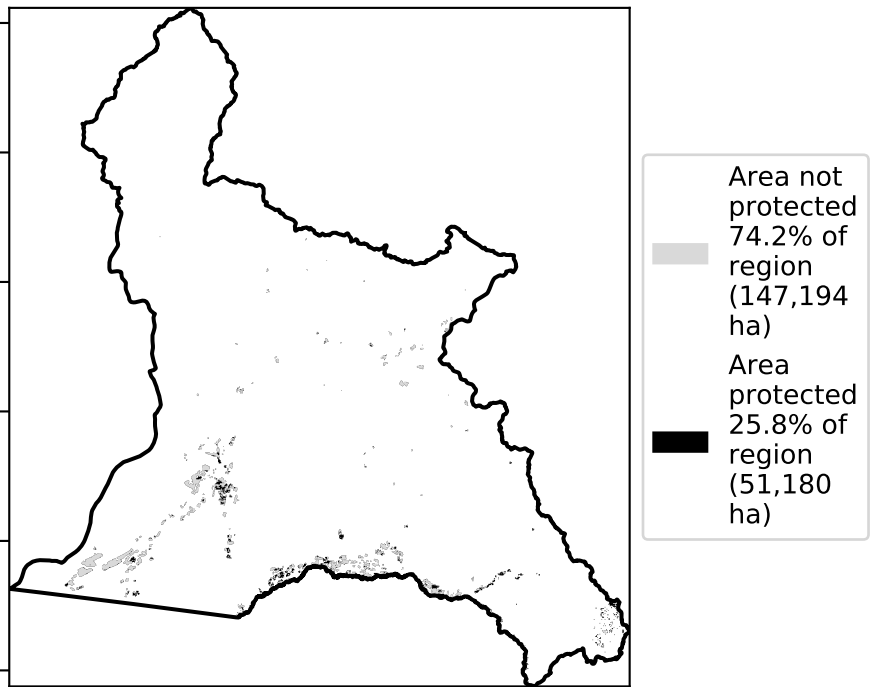 Area not
protected
74.2% of
region
(147,194
ha)
Area
protected
25.8% of
region
(51,180
ha)